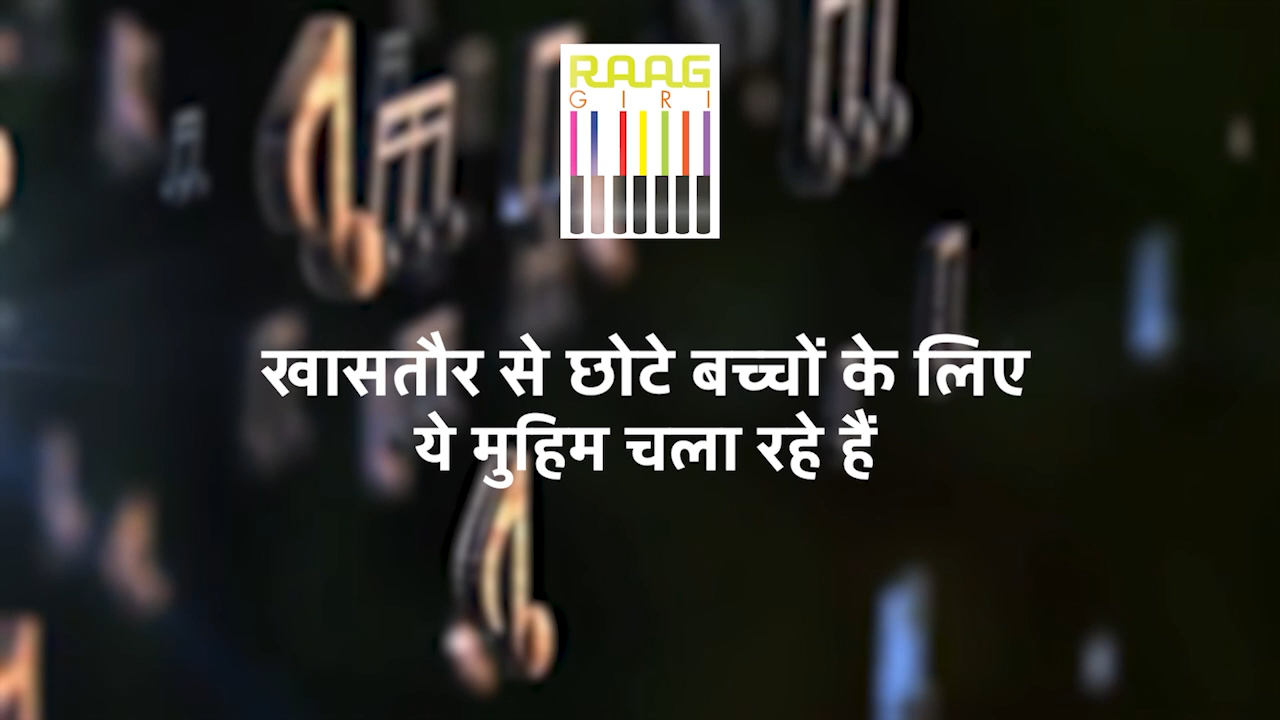 RAAG
GIRI
खासतौर से छोटे बच्चों के लिए
ये मुहिम चला रहे हैं